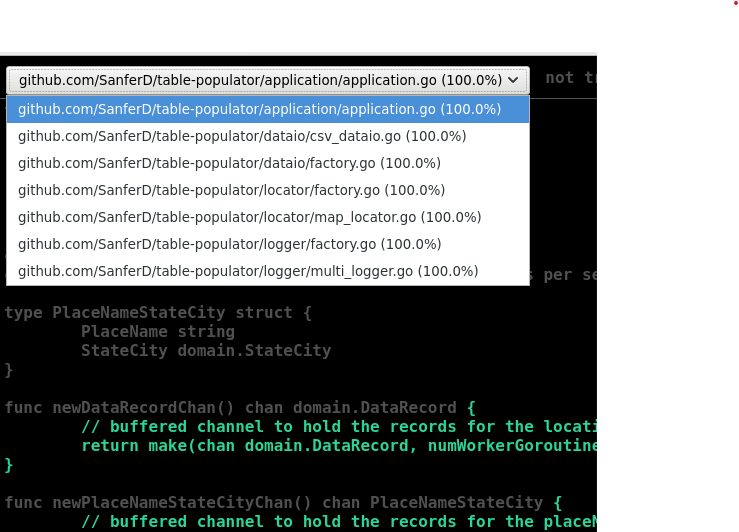 github.com/SanferD/table-populator/application/application.go (100.0%) not
github.com/SanferD/table-populator/application/application.go (100.0%)
github.com/SanferD/table-populator/dataio/csv_dataio.go (100.0%)
github.com/SanferD/table-populator/dataio/factory.go (100.0%)
github.com/SanferD/table-populator/locator/factory.go (100.0%)
github.com/SanferD/table-populator/locator/map_locator.go (100.0%)
github.com/SanferD/table-populator/logger/factory.go (100.0%)
github.com/SanferD/table-populator/logger/multi_logger.go (100.0%)
per se
type PlaceNameStateCity struct {
PlaceName string
StateCity domain.StateCity
}
func newDataRecordChan() chan domain.DataRecord {
// buffered channel to hold the records for the locati
return make(chan domain.DataRecord, numWorkerGoroutine
}
func newPlaceNameStateCityChan() chan PlaceNameStateCity {
// buffered channel to hold the records for the place